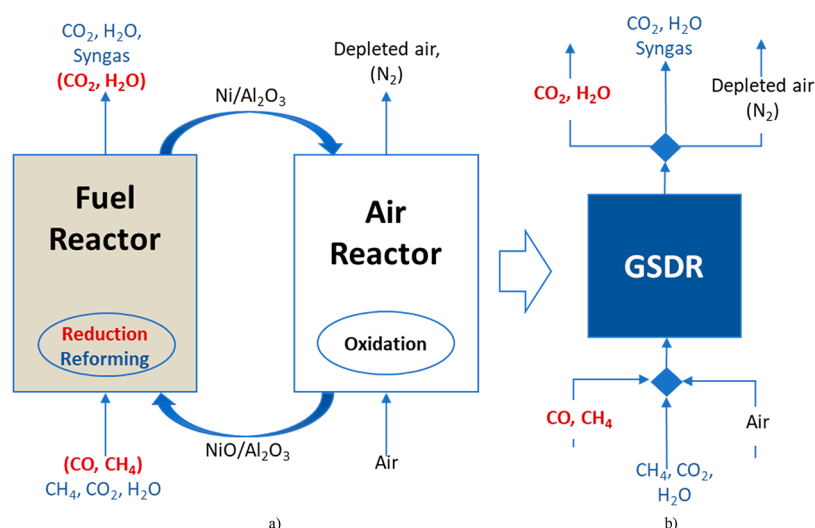 CO₂, H₂O,
Syngas
(CO₂, H₂O)
Ni/Al₂O₃
Depleted air,
(N₂)
Fuel
Reactor
Reduction
Reforming
Air
Reactor
Oxidation
NiO/Al₂O₃
(CO, CH₄)
CH₄, CO₂, H₂O
Air
a)
CO₂, H₂O
Syngas
CO₂, H₂O
Depleted air
(N₂)
GSDR
CO, CH₄
Air
CH₄, CO₂,
H₂O
b)